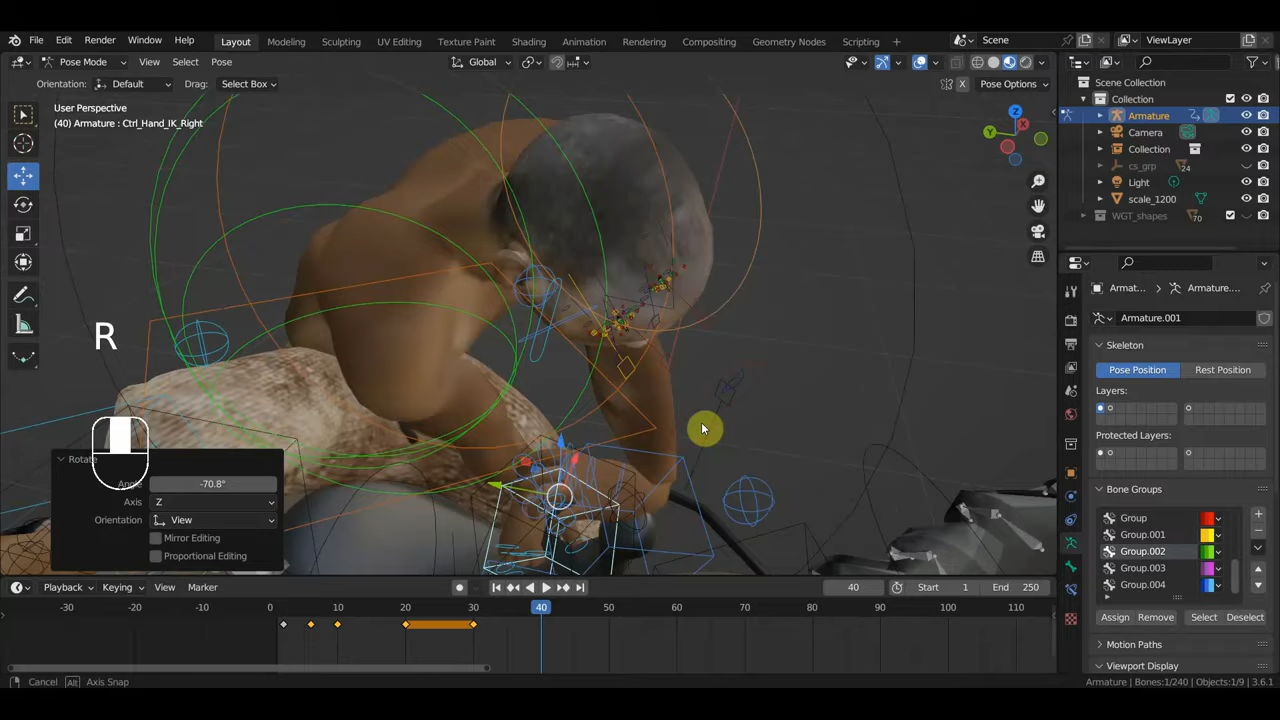 File Edit Render Window Help Layout Modeling Sculpting UV Editing Texture Paint Shading Animation Rendering Compositing Geometry Nodes Scripting + Scene ViewLayer
Pose Mode View Select Pose Global
Orientation: Default Drag: Select Box X Pose Options
User Perspective
(40) Armature : Ctrl_Hand_IK_Right
Z
X
Y
R
Rotate
Angle -70.8°
Axis Z
Orientation View
Mirror Editing
Proportional Editing
Scene Collection
Collection
Armature
Camera
Collection
cs_grp 24
Light
scale_1200
WGT_shapes 70
Armat... > Armature....
Armature.001
Skeleton
Pose Position Rest Position
Layers:
Protected Layers:
Bone Groups
Group
Group.001
Group.002
Group.003
Group.004
Assign Remove Select Deselect
Motion Paths
Viewport Display
Playback Keying View Marker 40 Start 1 End 250
-30 -20 -10 0 10 20 30 40 50 60 70 80 90 100 110
Cancel Alt Axis Snap Armature | Bones:1/240 | Objects:1/9 | 3.6.1